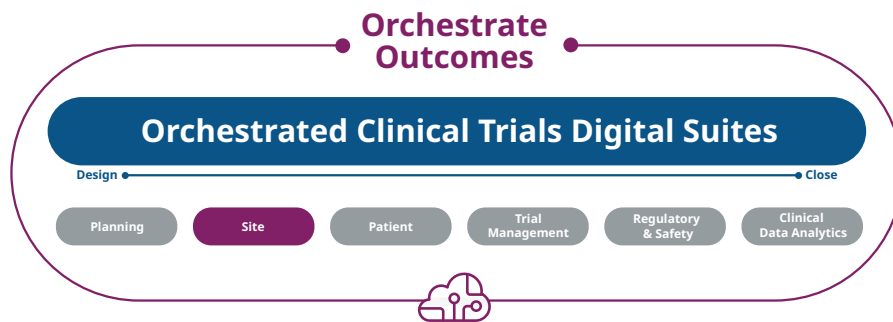 Orchestrate
Outcomes
Orchestrated Clinical Trials Digital Suites
Design
Close
Planning
Site
Patient
Trial
Management
Regulatory
& Safety
Clinical
Data Analytics